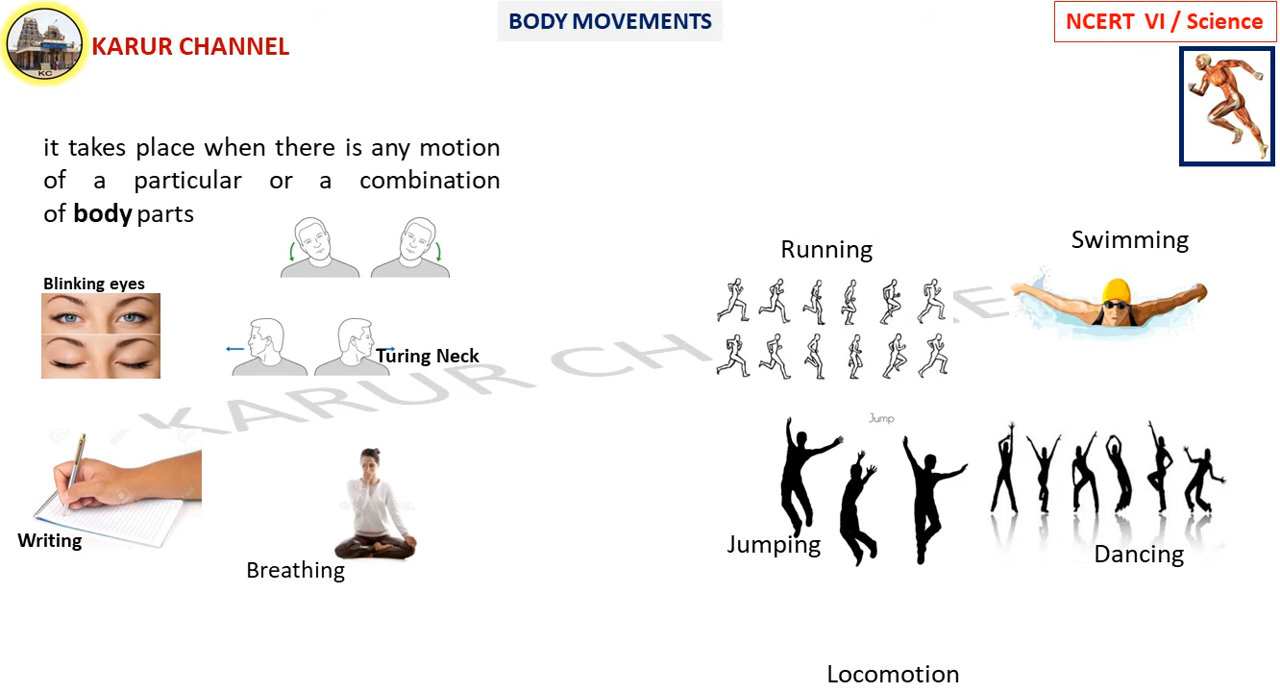 KARUR CHANNEL
BODY MOVEMENTS
NCERT VI / Science
it takes place when there is any motion
of a particular or a combination
of body parts
Blinking eyes
Turing Neck
Writing
Breathing
Running
Swimming
Jump
Jumping
Dancing
Locomotion
KC
KARUR CH